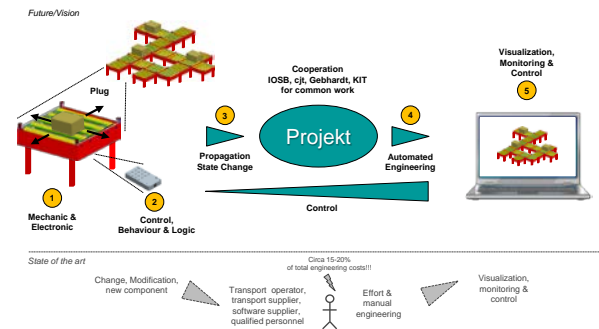 Future/Vision
Plug
Cooperation
IOSB, cjt, Gebhardt, KIT
for common work
Visualization,
Monitoring &
Control
5
3
4
Projekt
Propagation
State Change
Automated
Engineering
1
Mechanic &
Electronic
2
Control,
Behaviour & Logic
Control
State of the art
Circa 15-20%
of total engineering costs!!!
Change, Modification,
new component
Transport operator,
transport supplier,
software supplier,
qualified personnel
Effort &
manual
engineering
Visualization,
monitoring &
control